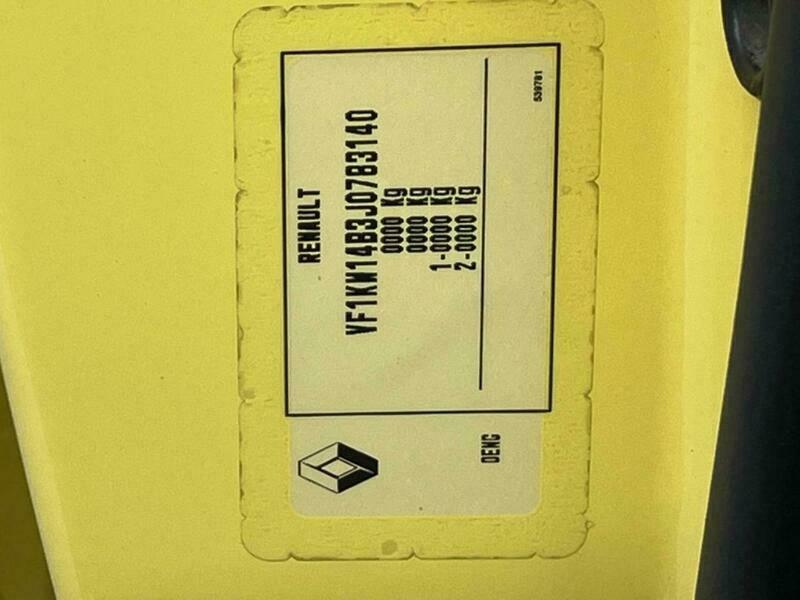 RENAULT
VF1KW14B3J0783140
0000 Kg
0000 Kg
1-0000 Kg
2-0000 Kg
539781
OENG